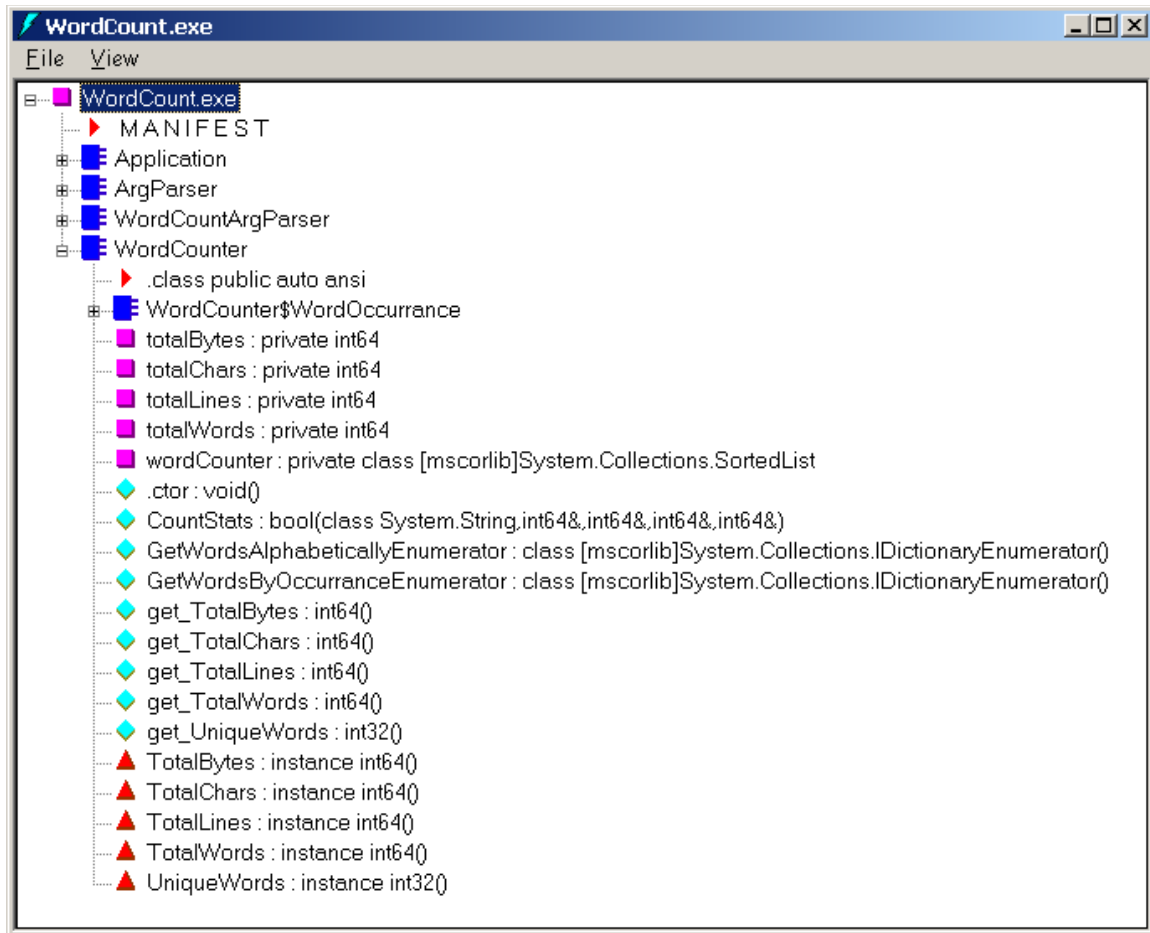 WordCount.exe
File View
WordCount.exe
MANIFEST
Application
ArgParser
WordCountArgParser
WordCounter
.class public auto ansi
WordCounter$WordOccurrance
totalBytes : private int64
totalChars : private int64
totalLines : private int64
totalWords : private int64
wordCounter : private class [mscorlib]System.Collections.SortedList
.ctor : void()
CountStats : bool(class System.String,int64&,int64&,int64&,int64&)
GetWordsAlphabeticallyEnumerator : class [mscorlib]System.Collections.IDictionaryEnumerator()
GetWordsByOccurranceEnumerator : class [mscorlib]System.Collections.IDictionaryEnumerator()
get_TotalBytes : int64()
get_TotalChars : int64()
get_TotalLines : int64()
get_TotalWords : int64()
get_UniqueWords : int32()
TotalBytes : instance int64()
TotalChars : instance int64()
TotalLines : instance int64()
TotalWords : instance int64()
UniqueWords : instance int32()